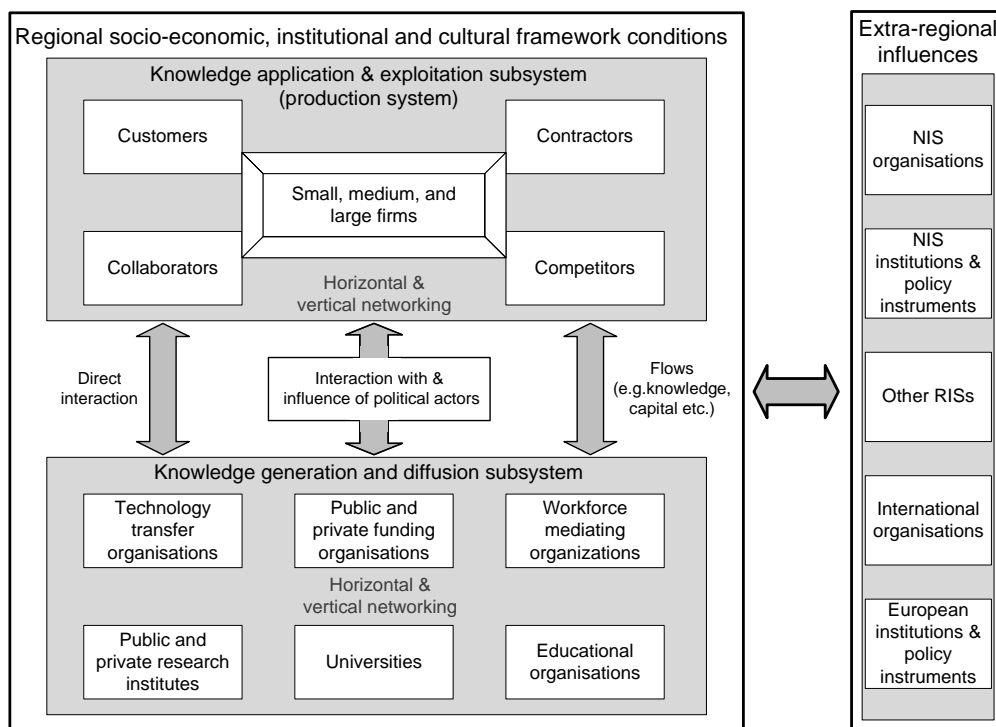 Regional socio-economic, institutional and cultural framework conditions
Knowledge application & exploitation subsystem
(production system)
Customers
Contractors
Small, medium, and
large firms
Collaborators
Competitors
Horizontal &
vertical networking
Direct
interaction
Interaction with &
influence of political actors
Flows
(e.g.knowledge,
capital etc.)
Knowledge generation and diffusion subsystem
Technology
transfer
organisations
Public and
private funding
organisations
Workforce
mediating
organizations
Horizontal &
vertical networking
Public and
private research
institutes
Universities
Educational
organisations
Extra-regional
influences
NIS
organisations
NIS
institutions &
policy
instruments
Other RISs
International
organisations
European
institutions &
policy
instruments